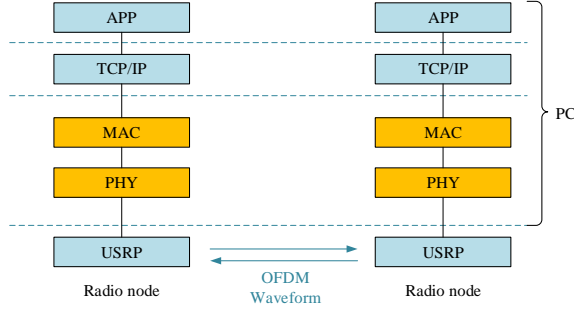 APP
APP
TCP/IP
TCP/IP
PC
MAC
MAC
PHY
PHY
USRP
USRP
OFDM
Waveform
Radio node
Radio node